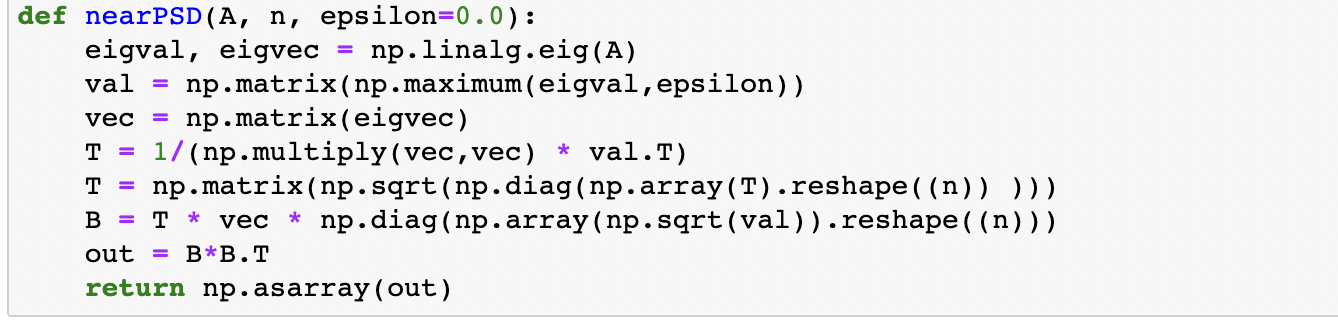 def nearPSD(A, n, epsilon=0.0):
    eigval, eigvec = np.linalg.eig(A)
    val = np.matrix(np.maximum(eigval,epsilon))
    vec = np.matrix(eigvec)
    T = 1/(np.multiply(vec,vec) * val.T)
    T = np.matrix(np.sqrt(np.diag(np.array(T).reshape((n)) )))
    B = T * vec * np.diag(np.array(np.sqrt(val)).reshape((n)))
    out = B*B.T
    return np.asarray(out)